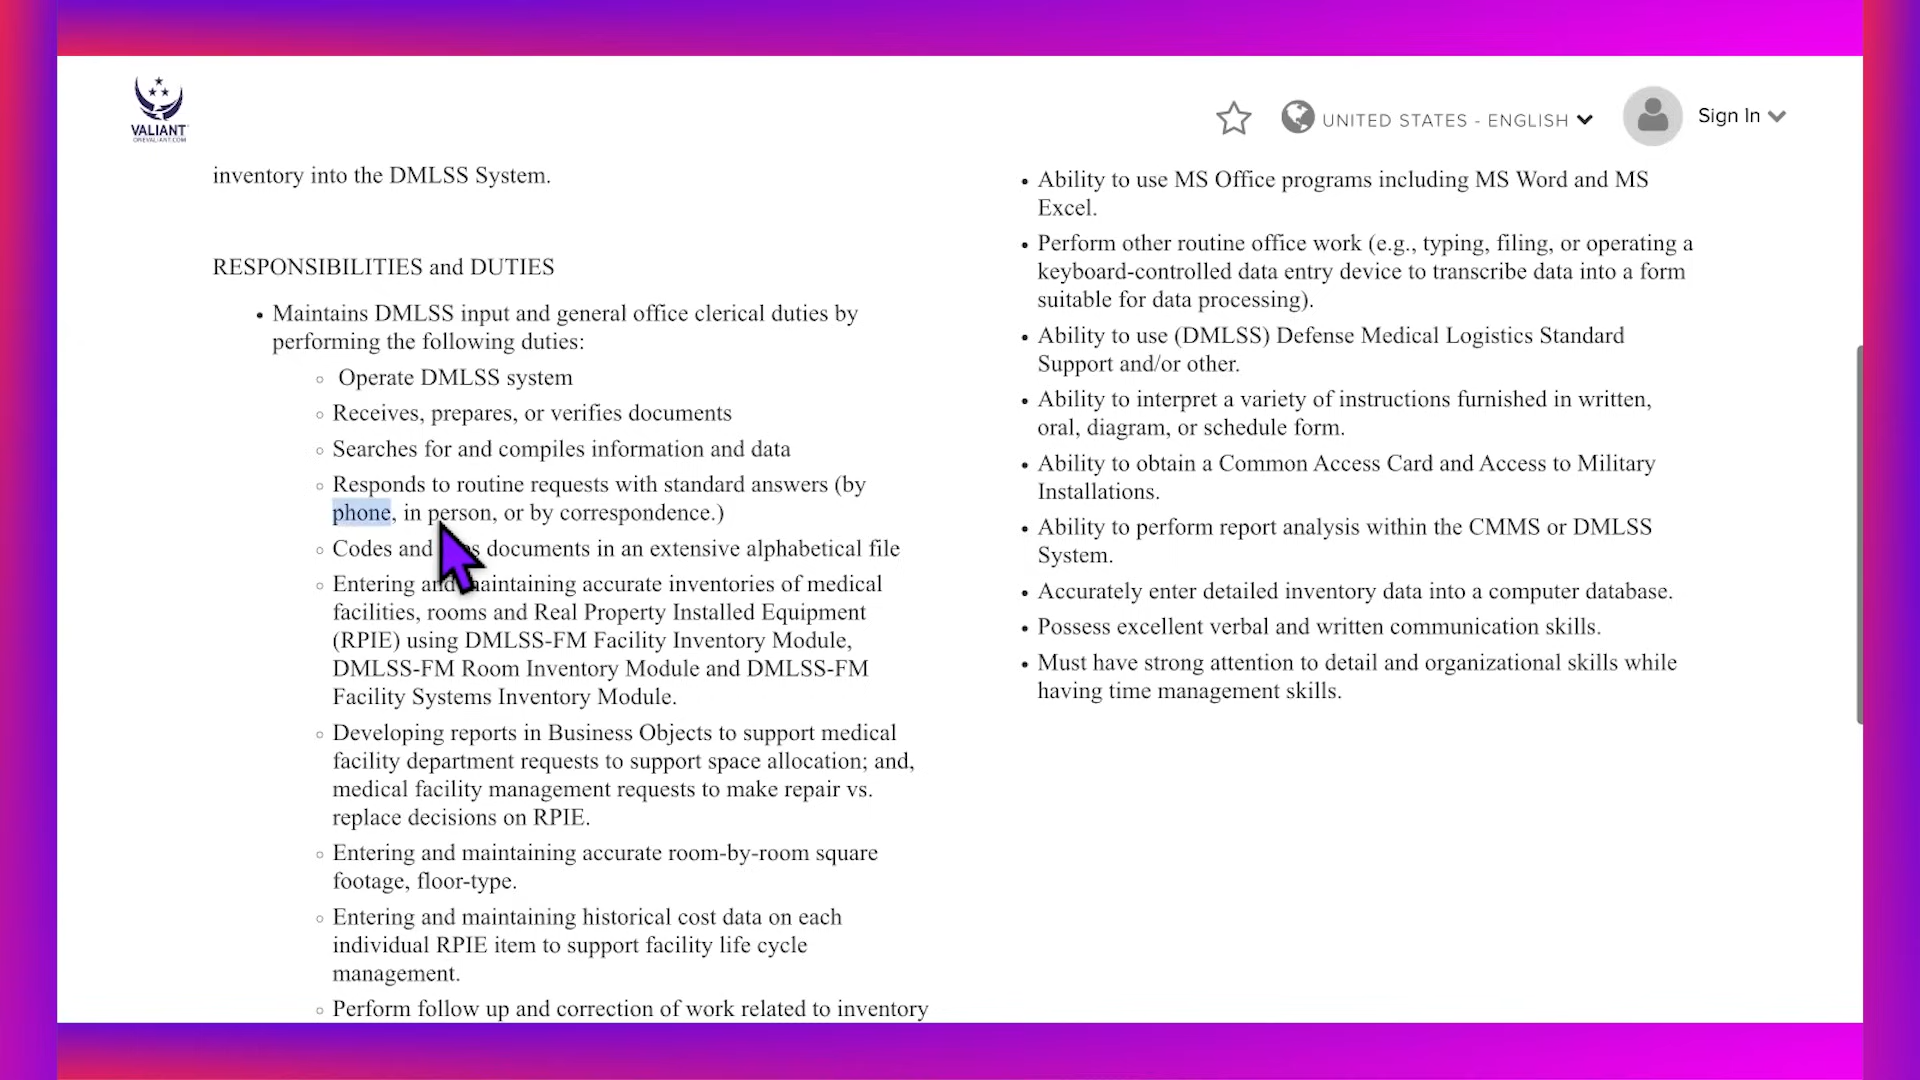 VALIANT
ONEVALIANT.COM
UNITED STATES - ENGLISH
Sign In
inventory into the DMLSS System.
RESPONSIBILITIES and DUTIES
Maintains DMLSS input and general office clerical duties by
performing the following duties:
Operate DMLSS system
Receives, prepares, or verifies documents
Searches for and compiles information and data
Responds to routine requests with standard answers (by
phone, in person, or by correspondence.)
Codes and documents in an extensive alphabetical file
Entering and maintaining accurate inventories of medical
facilities, rooms and Real Property Installed Equipment
(RPIE) using DMLSS-FM Facility Inventory Module,
DMLSS-FM Room Inventory Module and DMLSS-FM
Facility Systems Inventory Module.
Developing reports in Business Objects to support medical
facility department requests to support space allocation; and,
medical facility management requests to make repair vs.
replace decisions on RPIE.
Entering and maintaining accurate room-by-room square
footage, floor-type.
Entering and maintaining historical cost data on each
individual RPIE item to support facility life cycle
management.
Perform follow up and correction of work related to inventory
Ability to use MS Office programs including MS Word and MS
Excel.
Perform other routine office work (e.g., typing, filing, or operating a
keyboard-controlled data entry device to transcribe data into a form
suitable for data processing).
Ability to use (DMLSS) Defense Medical Logistics Standard
Support and/or other.
Ability to interpret a variety of instructions furnished in written,
oral, diagram, or schedule form.
Ability to obtain a Common Access Card and Access to Military
Installations.
Ability to perform report analysis within the CMMS or DMLSS
System.
Accurately enter detailed inventory data into a computer database.
Possess excellent verbal and written communication skills.
Must have strong attention to detail and organizational skills while
having time management skills.